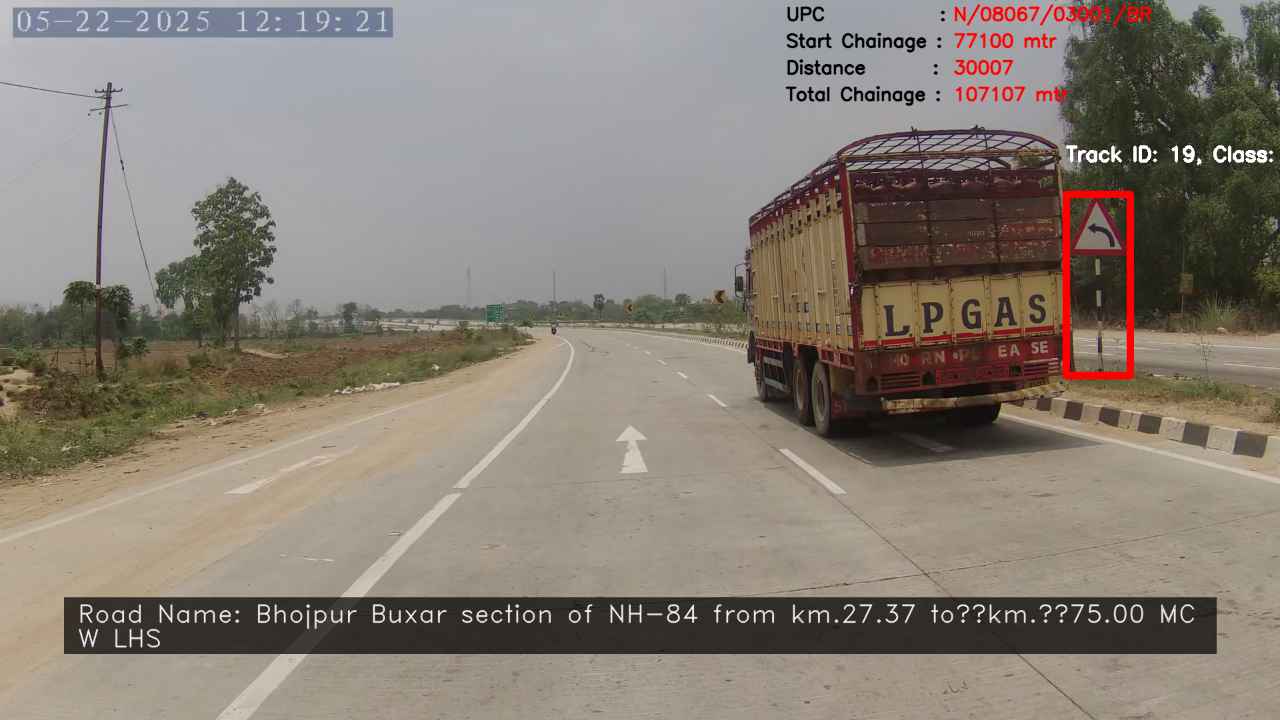 05-22-2025 12:19:21
UPC : N/08067/03001/BR
Start Chainage : 77100 mtr
Distance : 30007
Total Chainage : 107107 mtr
Track ID: 19, Class:
LPGAS
HORN PLEASE
Road Name: Bhojpur Buxar section of NH-84 from km.27.37 to??km.??75.00 MC
W LHS